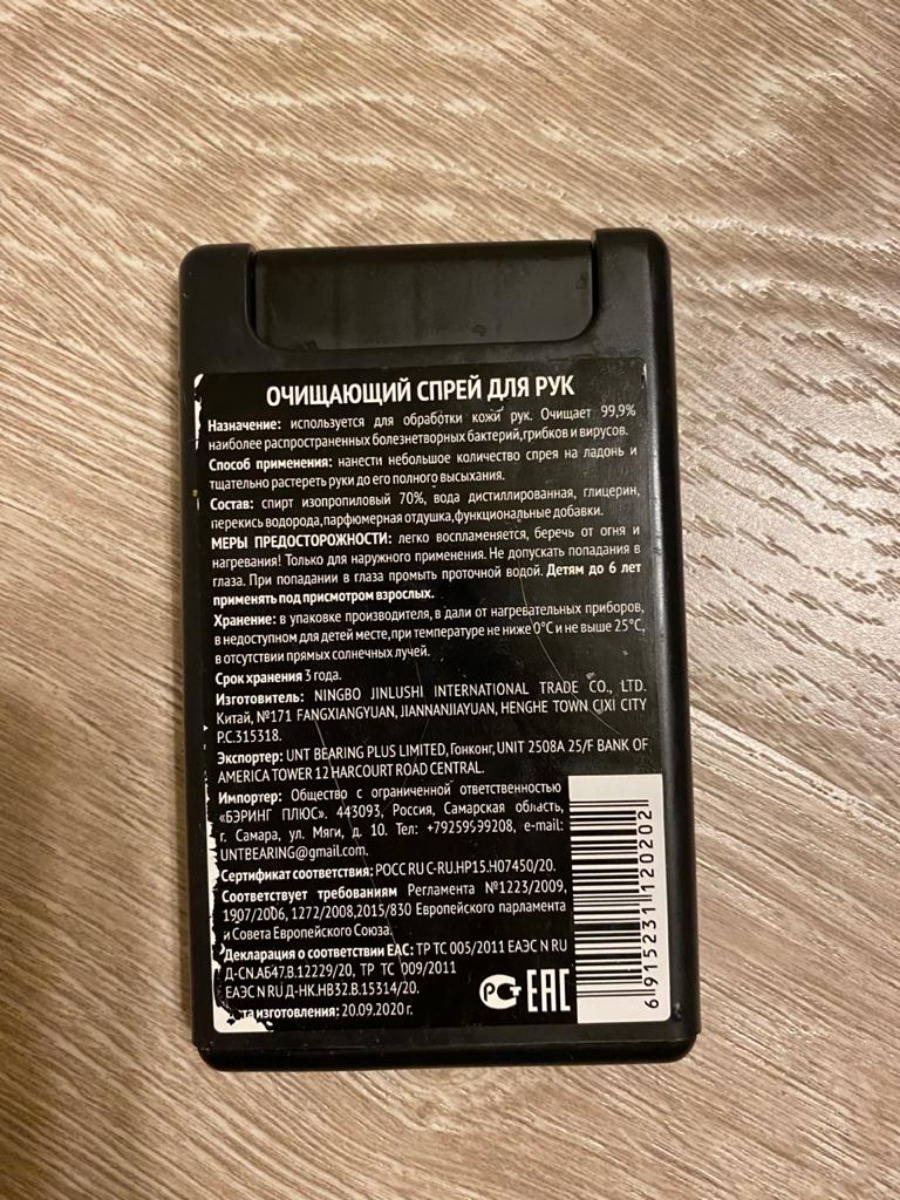 ОЧИЩАЮЩИЙ СПРЕЙ ДЛЯ РУК
Назначение: используется для обработки кожи рук. Очищает 99,9%
наиболее распространенных болезнетворных бактерий,грибков и вирусов.
Способ применения: нанести небольшое количество спрея на ладонь и
тщательно растереть руки до его полного высыхания.
Состав: спирт изопропиловый 70%, вода дистиллированная, глицерин,
перекись водорода,парфюмерная отдушка,функциональные добавки.
МЕРЫ ПРЕДОСТОРОЖНОСТИ: легко воспламеняется, беречь от огня и
нагревания! Только для наружного применения. Не допускать попадания в
глаза. При попадании в глаза промыть проточной водой. Детям до 6 лет
применять под присмотром взрослых.
Хранение: в упаковке производителя, в дали от нагревательных приборов,
в недоступном для детей месте,при температуре не ниже 0°С и не выше 25°С,
в отсутствии прямых солнечных лучей.
Срок хранения 3 года.
Изготовитель: NINGBO JINLUSHI INTERNATIONAL TRADE CO., LTD.
Китай, №171 FANGXIANGYUAN, JIANNANJIAYUAN, HENGHE TOWN CIXI CITY
P.C.315318.
Экспортер: UNT BEARING PLUS LIMITED, Гонконг, UNIT 2508A 25/F BANK OF
AMERICA TOWER 12 HARCOURT ROAD CENTRAL.
Импортер: Общество с ограниченной ответственностью
«БЭРИНГ ПЛЮС». 443093, Россия, Самарская область,
г. Самара, ул. Мяги, д. 10. Тел: +79259599208, e-mail:
UNTBEARING@gmail.com.
Сертификат соответствия: РОСС RU C-RU.НР15.Н07450/20.
Соответствует требованиям Регламента №1223/2009,
1907/2006, 1272/2008,2015/830 Европейского парламента
и Совета Европейского Союза.
Декларация о соответствии ЕАС: ТР ТС 005/2011 ЕАЭС N RU
Д-CN.АБ47.В.12229/20, ТР ТС 009/2011
ЕАЭС N RU Д-НК.НВ32.В.15314/20.
та изготовления: 20.09.2020 г.
РСТ EAC
6 915231 120202